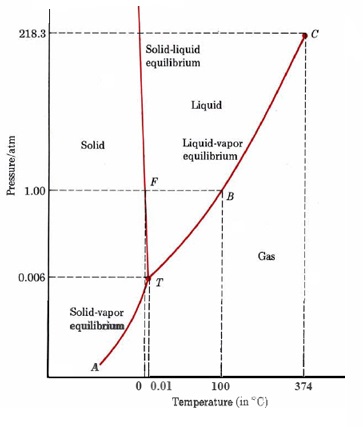 218.3
C
Solid-liquid
equilibrium
Liquid
Solid
Liquid-vapor
equilibrium
Pressure/atm
F
1.00
B
Gas
0.006
T
Solid-vapor
equilibrium
A
0 0.01 100 374
Temperature (in °C)